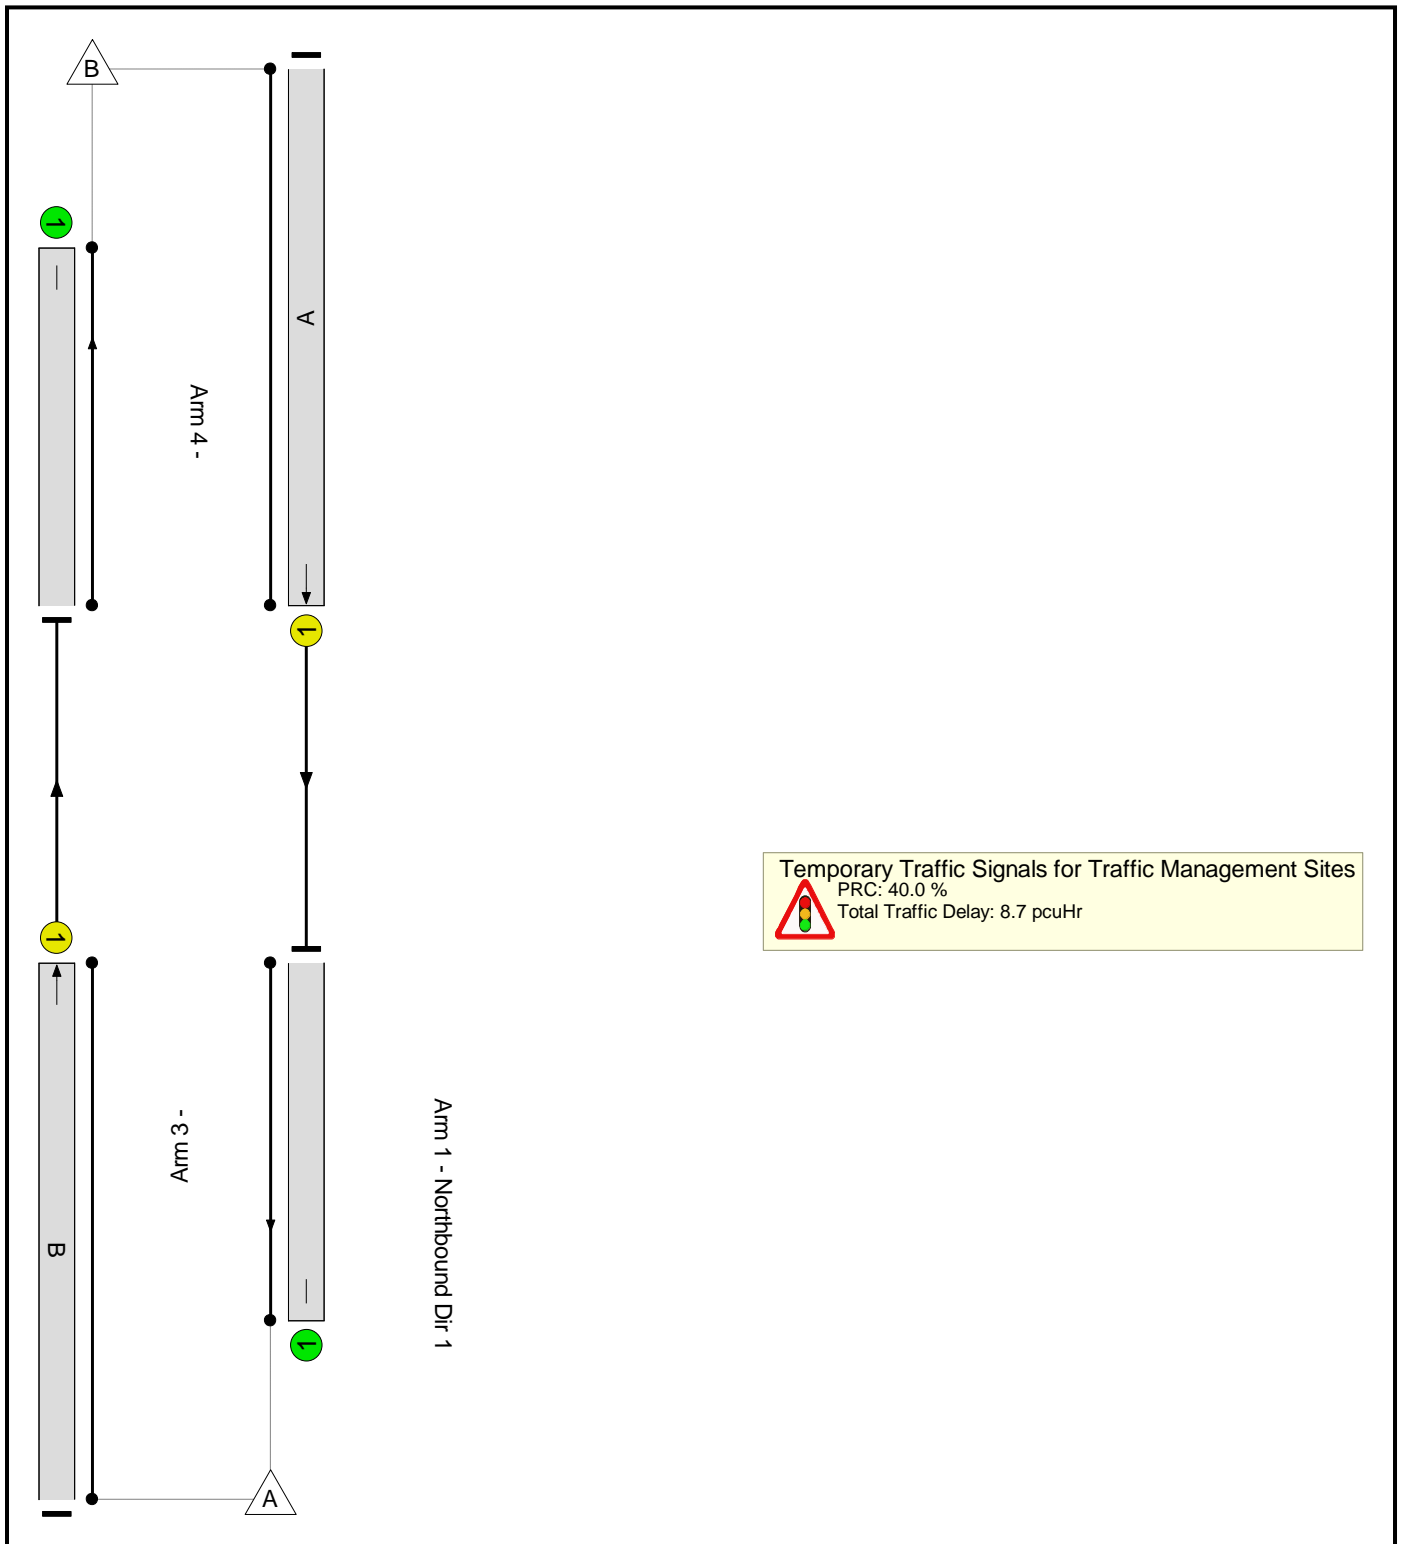 B
1
A
Arm 4 -
1
Temporary Traffic Signals for Traffic Management Sites
PRC: 40.0 %
Total Traffic Delay: 8.7 pcuHr
1
Arm 3 -
Arm 1 - Northbound Dir 1
B
1
A